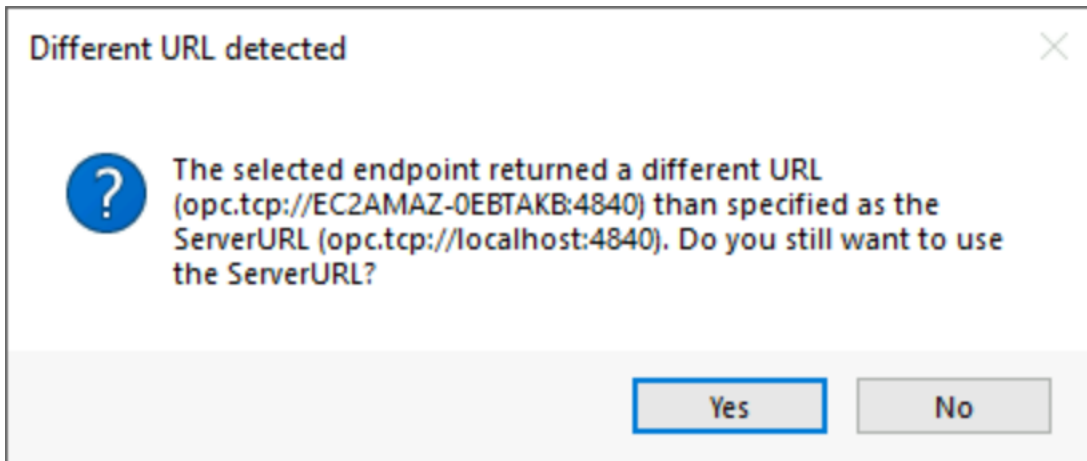 Different URL detected
The selected endpoint returned a different URL
(opc.tcp://EC2AMAZ-0EBTAKB:4840) than specified as the
ServerURL (opc.tcp://localhost:4840). Do you still want to use
the ServerURL?
Yes No